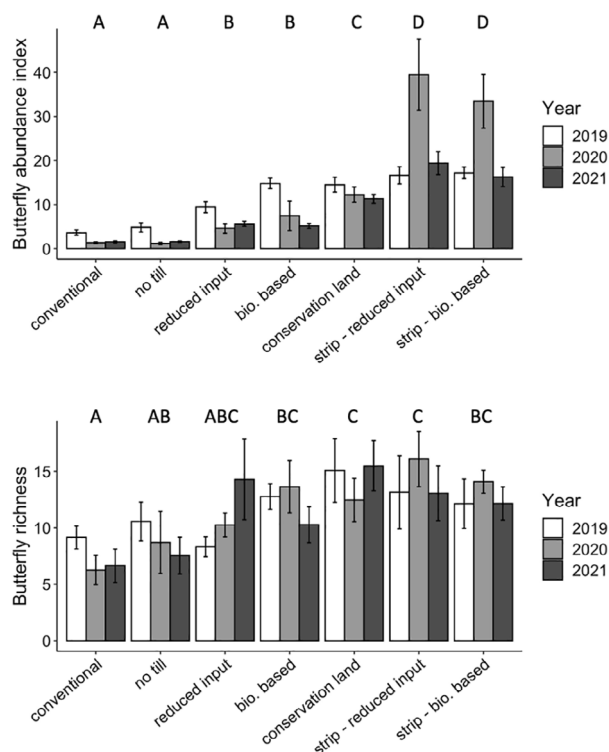 A A B B C D D
Butterfly abundance index
40
30
20
10
0
Year
2019
2020
2021
conventional
no till
reduced input
bio. based
conservation land
strip - reduced input
strip - bio. based
A AB ABC BC C C BC
Butterfly richness
15
10
5
0
Year
2019
2020
2021
conventional
no till
reduced input
bio. based
conservation land
strip - reduced input
strip - bio. based